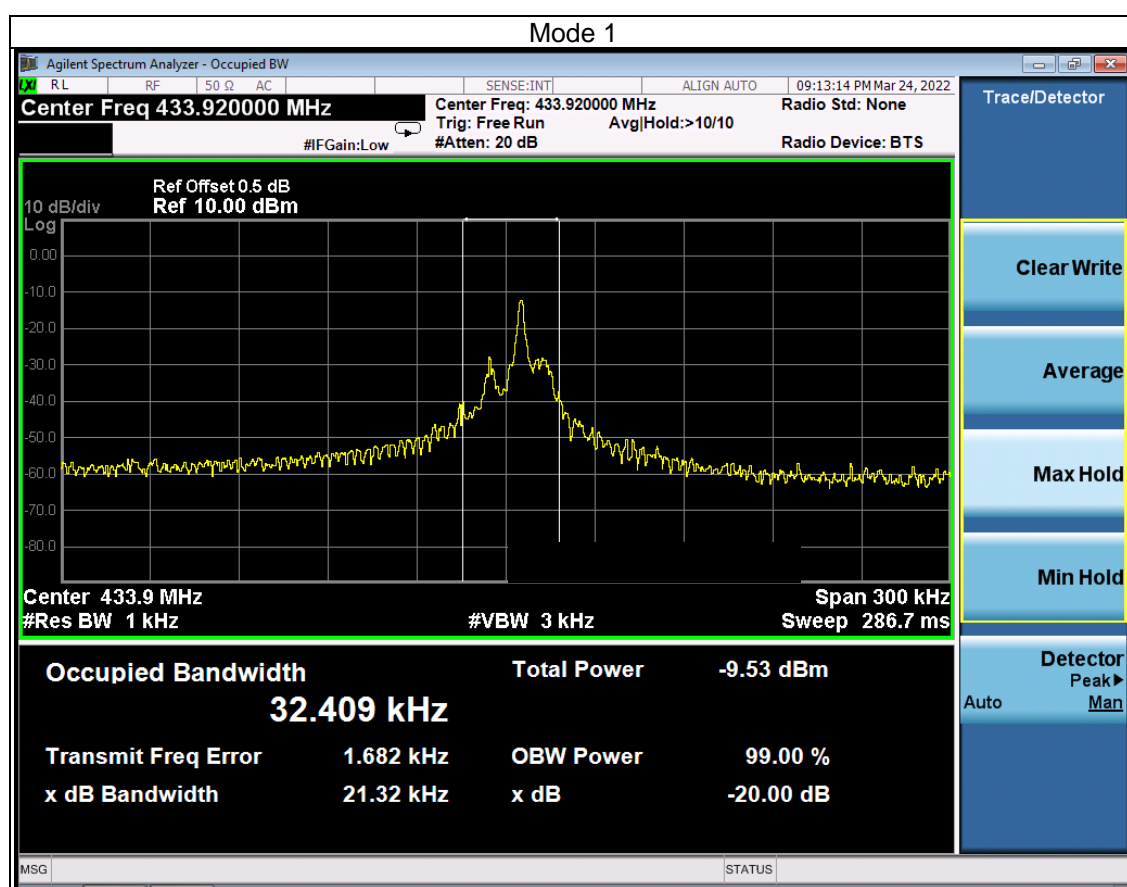 Mode 1
Agilent Spectrum Analyzer - Occupied BW
LXI RL RF 50 Ω AC SENSE:INT ALIGN AUTO 09:13:14 PM Mar 24, 2022
Center Freq 433.920000 MHz
Center Freq: 433.920000 MHz
Radio Std: None
Trig: Free Run Avg|Hold:>10/10
#IFGain:Low
#Atten: 20 dB
Radio Device: BTS
Trace/Detector
Ref Offset 0.5 dB
10 dB/div Ref 10.00 dBm
Log
0.00
-10.0
-20.0
-30.0
-40.0
-50.0
-60.0
-70.0
-80.0
Center 433.9 MHz Span 300 kHz
#Res BW 1 kHz #VBW 3 kHz Sweep 286.7 ms
Clear Write
Average
Max Hold
Min Hold
Detector
Peak▶
Auto Man
Occupied Bandwidth Total Power -9.53 dBm
32.409 kHz
Transmit Freq Error 1.682 kHz OBW Power 99.00 %
x dB Bandwidth 21.32 kHz x dB -20.00 dB
MSG STATUS